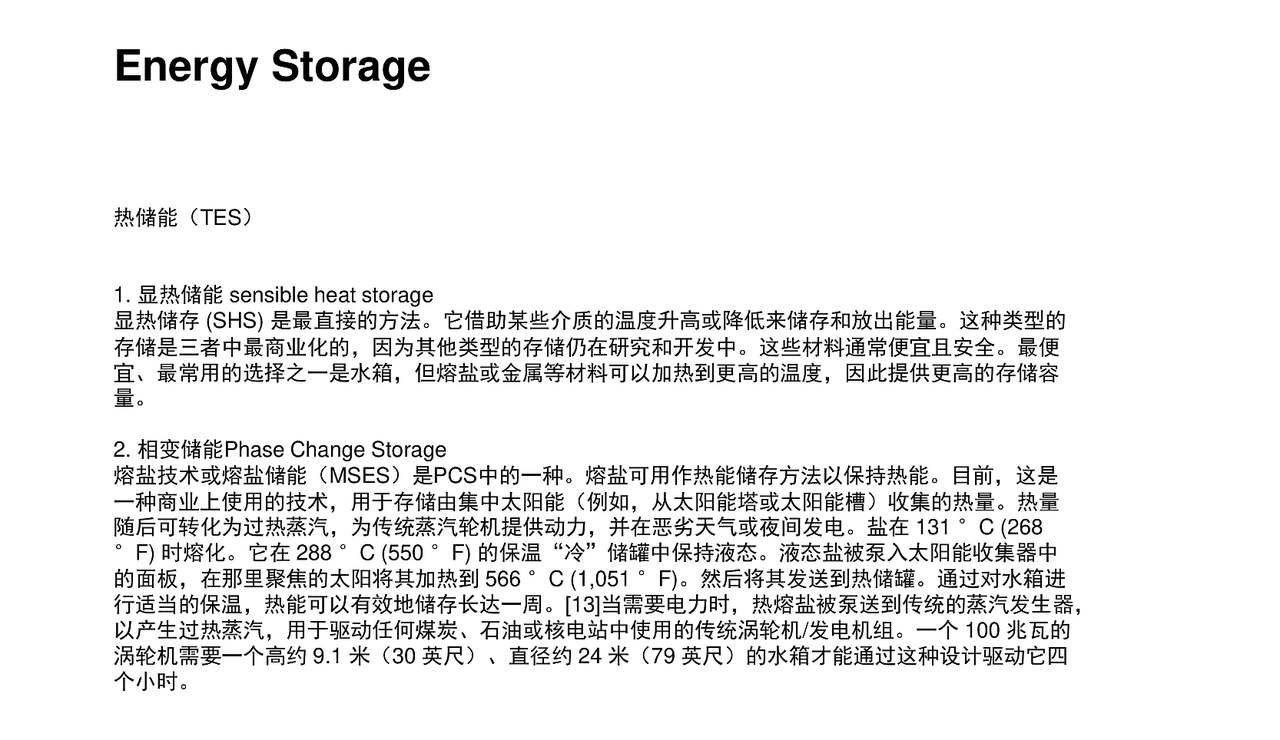 Energy Storage
热储能（TES）
1. 显热储能 sensible heat storage
显热储存 (SHS) 是最直接的方法。它借助某些介质的温度升高或降低来储存和放出能量。这种类型的
存储是三者中最商业化的，因为其他类型的存储仍在研究和开发中。这些材料通常便宜且安全。最便
宜、最常用的选择之一是水箱，但熔盐或金属等材料可以加热到更高的温度，因此提供更高的存储容
量。
2. 相变储能Phase Change Storage
熔盐技术或熔盐储能（MSES）是PCS中的一种。熔盐可用作热能储存方法以保持热能。目前，这是
一种商业上使用的技术，用于存储由集中太阳能（例如，从太阳能塔或太阳能槽）收集的热量。热量
随后可转化为过热蒸汽，为传统蒸汽轮机提供动力，并在恶劣天气或夜间发电。盐在 131 °C (268
°F) 时熔化。它在 288 °C (550 °F) 的保温“冷”储罐中保持液态。液态盐被泵入太阳能收集器中
的面板，在那里聚焦的太阳将其加热到 566 °C (1,051 °F)。然后将其发送到热储罐。通过对水箱进
行适当的保温，热能可以有效地储存长达一周。[13]当需要电力时，热熔盐被泵送到传统的蒸汽发生器，
以产生过热蒸汽，用于驱动任何煤炭、石油或核电站中使用的传统涡轮机/发电机组。一个 100 兆瓦的
涡轮机需要一个高约 9.1 米（30 英尺）、直径约 24 米（79 英尺）的水箱才能通过这种设计驱动它四
个小时。